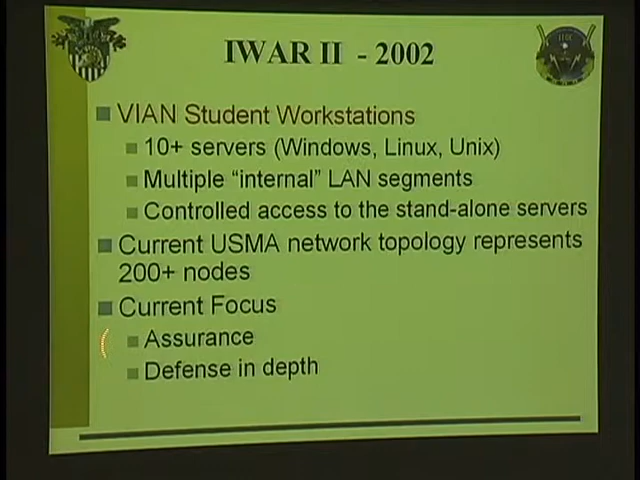 IWAR II - 2002
VIAN Student Workstations
10+ servers (Windows, Linux, Unix)
Multiple “internal” LAN segments
Controlled access to the stand-alone servers
Current USMA network topology represents
200+ nodes
Current Focus
Assurance
Defense in depth